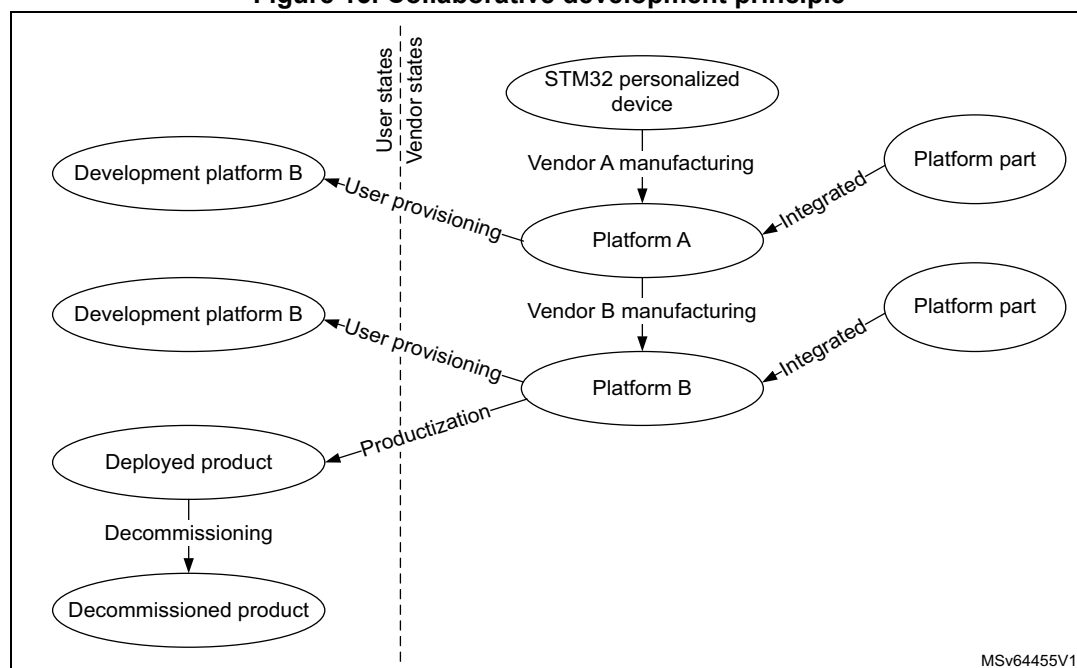 Figure 16. Collaborative development principle
User states
Vendor states
STM32 personalized
device
Vendor A manufacturing
Platform part
Development platform B
User provisioning
Integrated
Platform A
Vendor B manufacturing
Platform part
Development platform B
User provisioning
Integrated
Platform B
Productization
Deployed product
Decommissioning
Decommissioned product
MSv64455V1